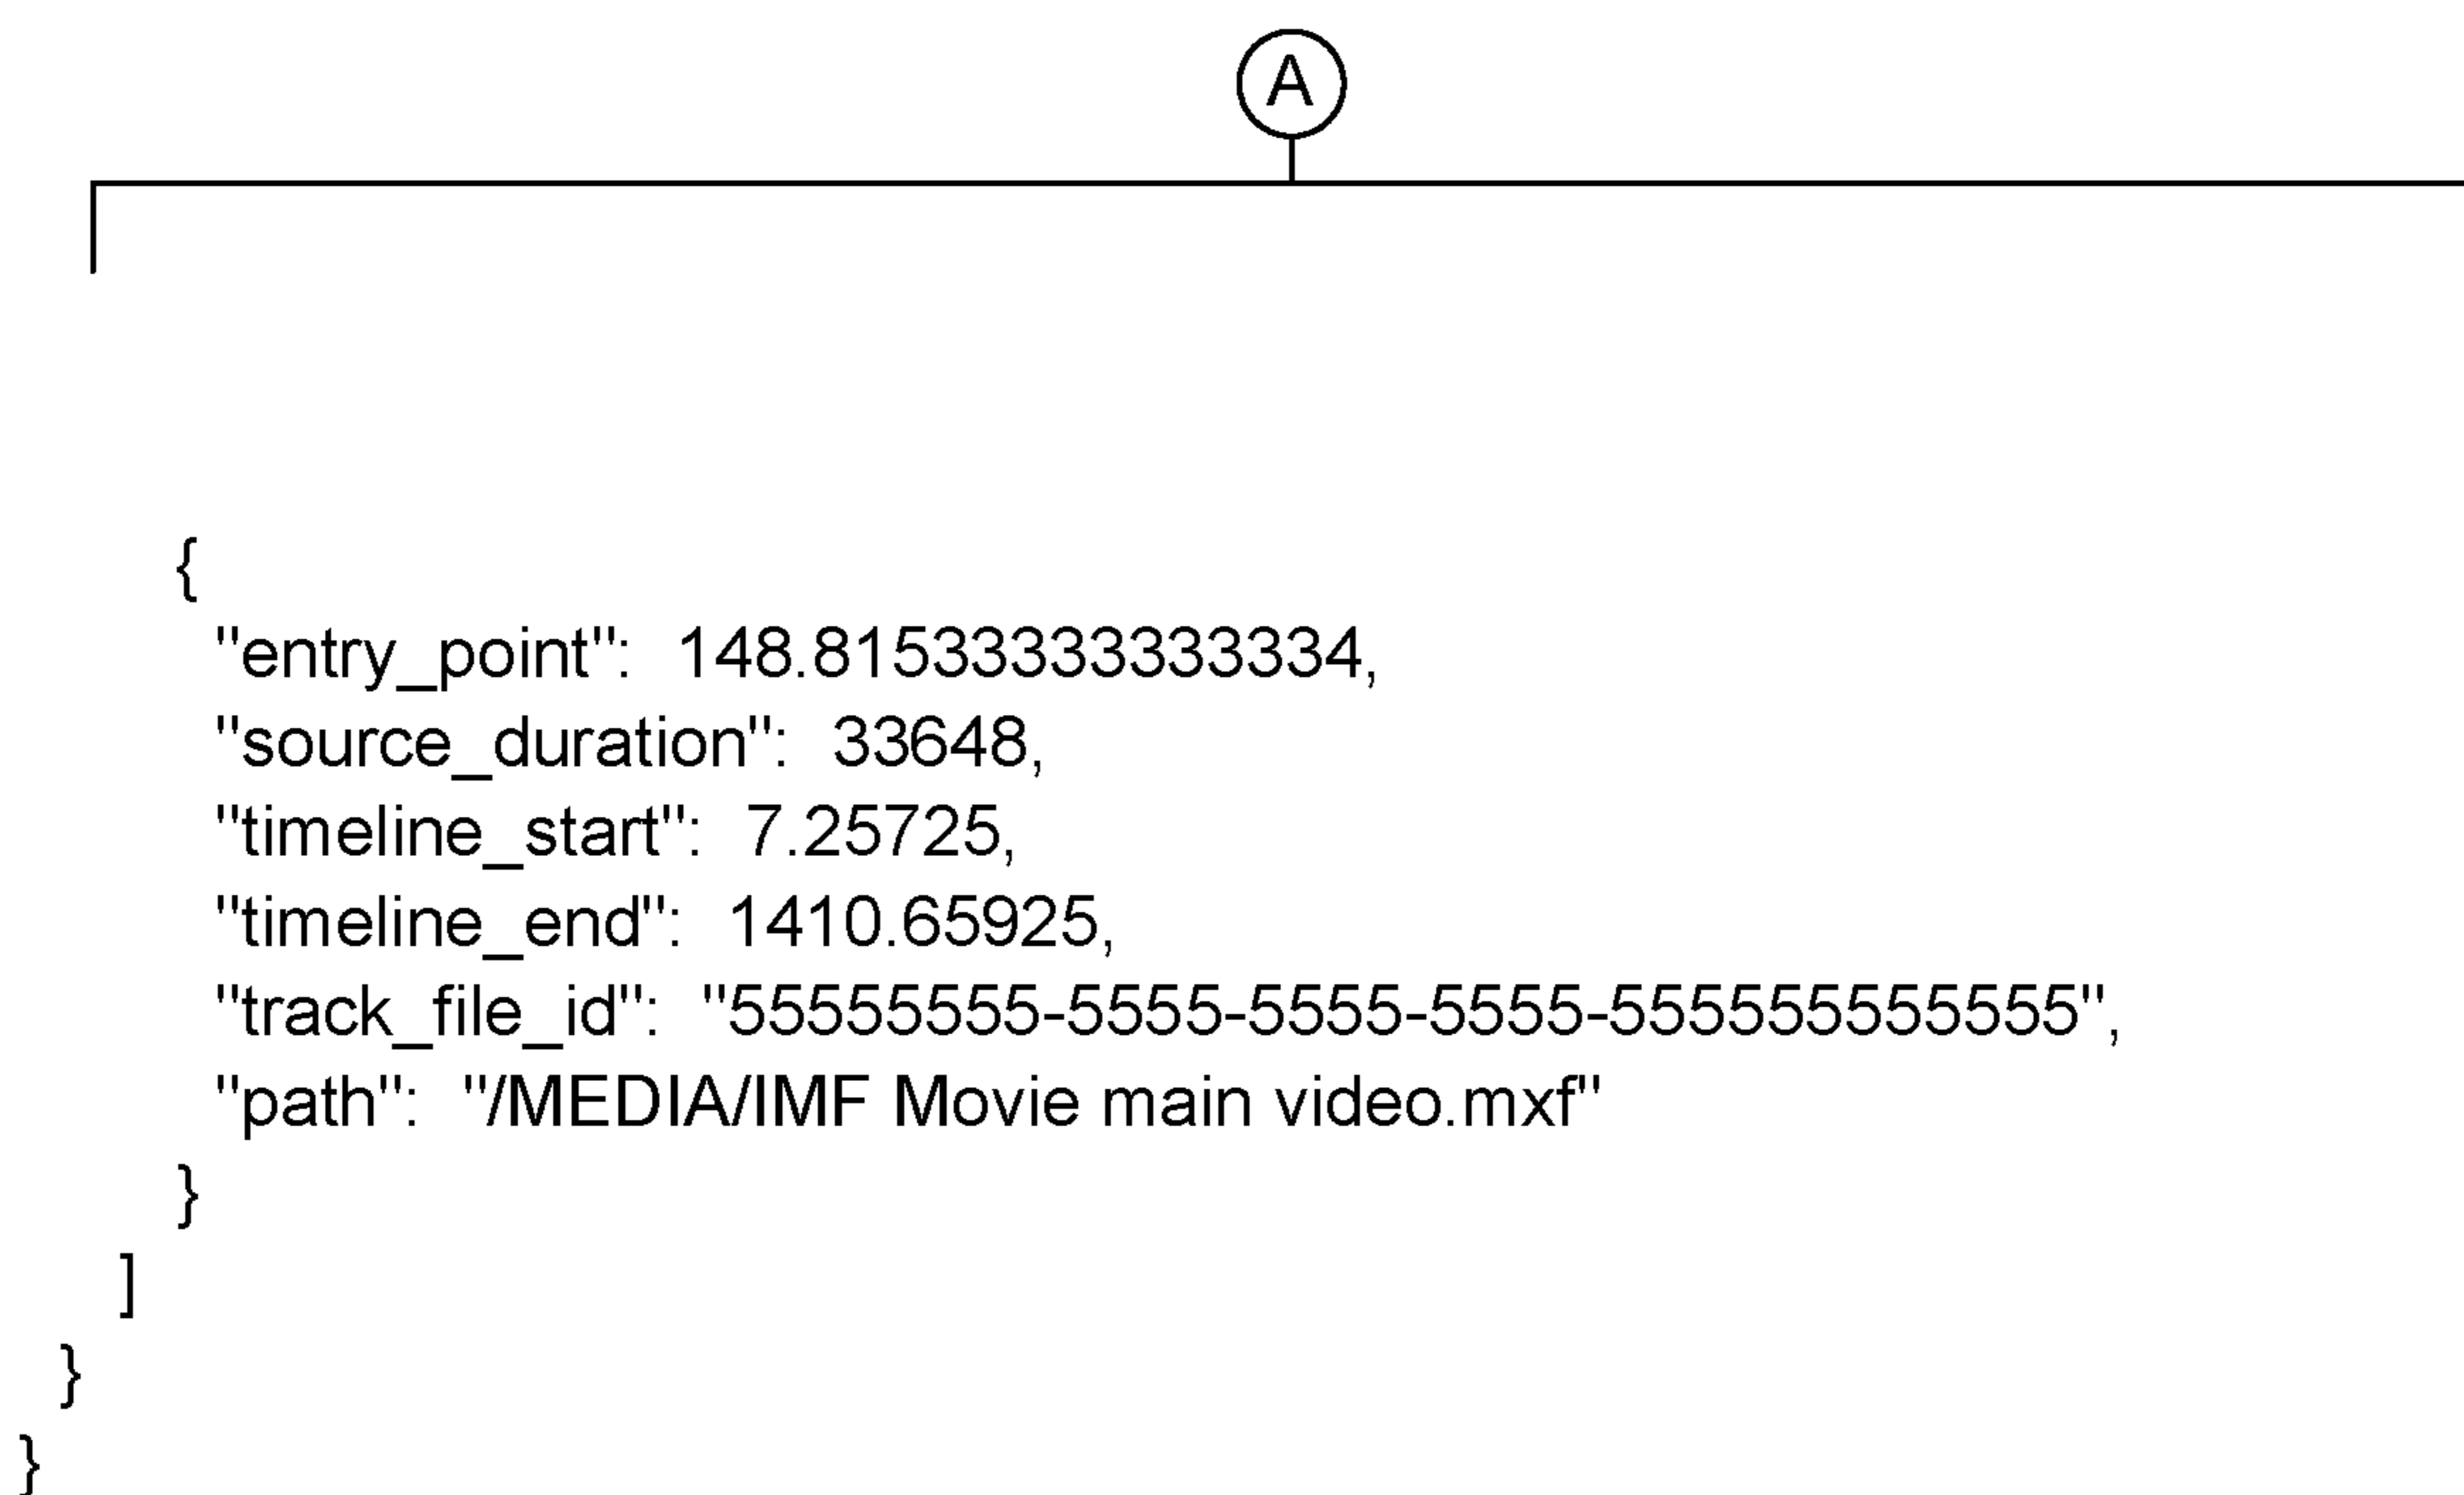 A
{
"entry_point": 148.81533333333334,
"source_duration": 33648,
"timeline_start": 7.25725,
"timeline_end": 1410.65925,
"track_file_id": "55555555-5555-5555-5555-555555555555",
"path": "/MEDIA/IMF Movie main video.mxf"
}
]
}
}